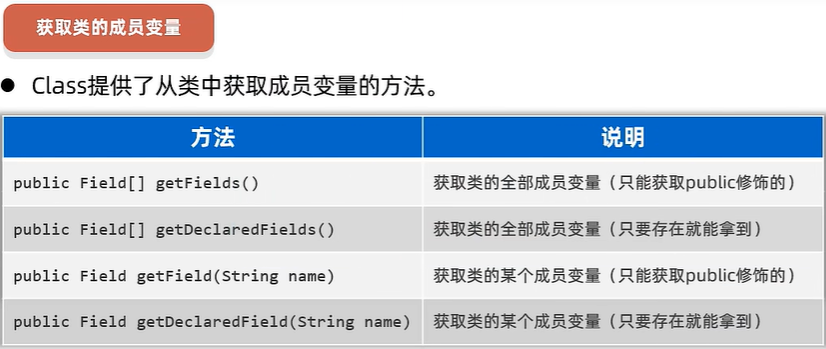 获取类的成员变量
● Class提供了从类中获取成员变量的方法。
方法 说明
public Field[] getFields() 获取类的全部成员变量（只能获取public修饰的）
public Field[] getDeclaredFields() 获取类的全部成员变量（只要存在就能拿到）
public Field getField(String name) 获取类的某个成员变量（只能获取public修饰的）
public Field getDeclaredField(String name) 获取类的某个成员变量（只要存在就能拿到）